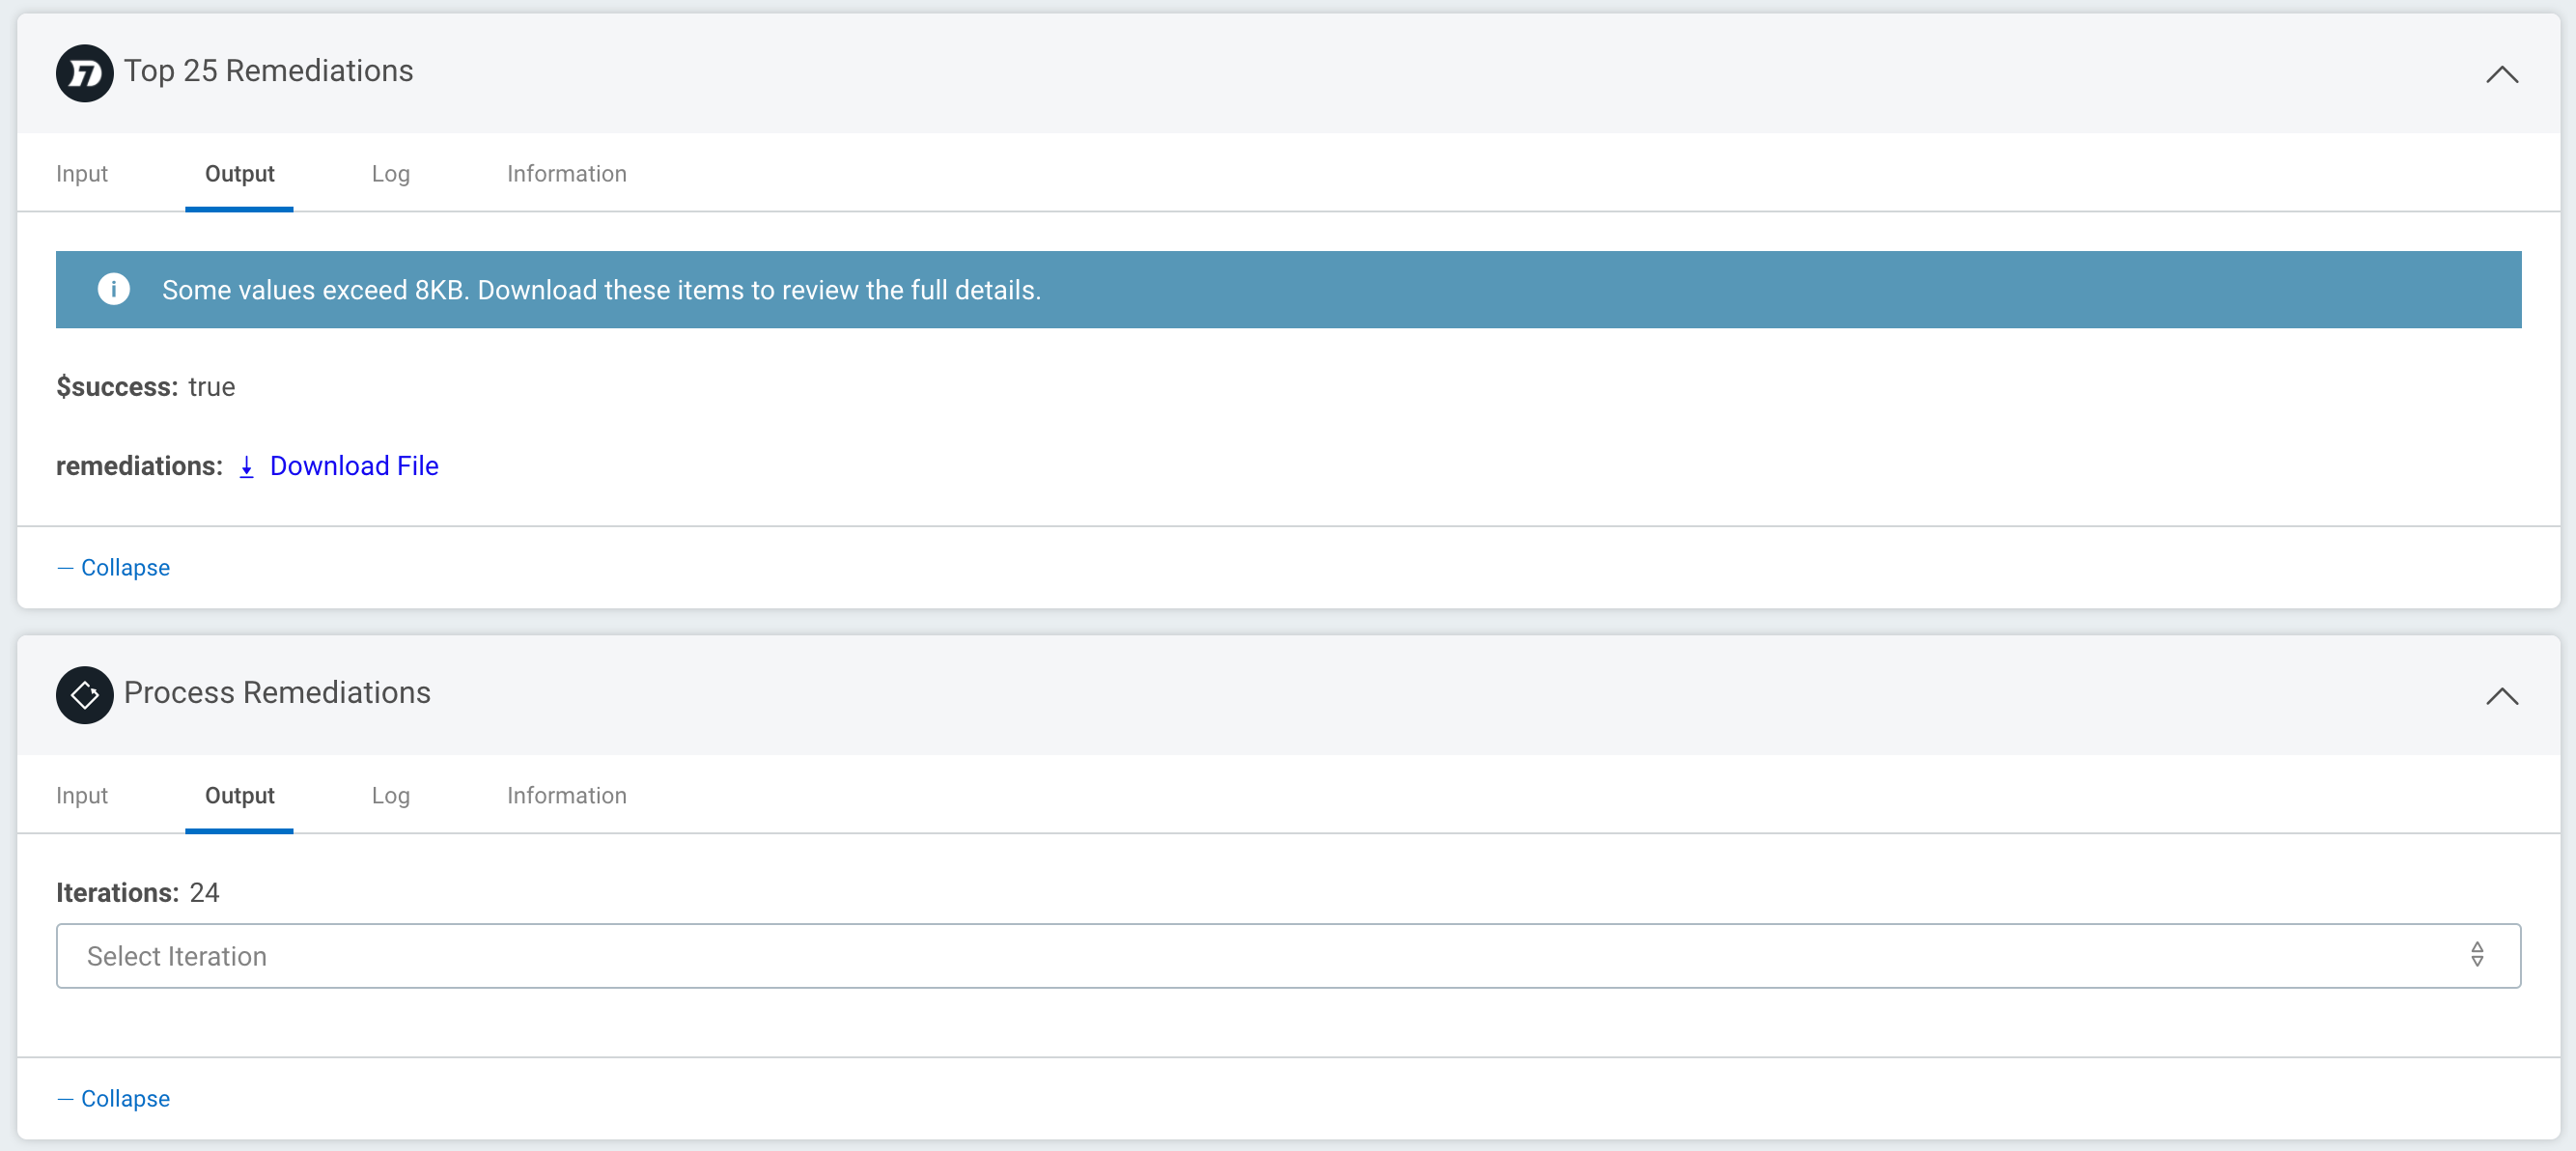 Top 25 Remediations
Input Output Log Information
Some values exceed 8KB. Download these items to review the full details.
$success: true
remediations: Download File
— Collapse
Process Remediations
Input Output Log Information
Iterations: 24
Select Iteration
— Collapse